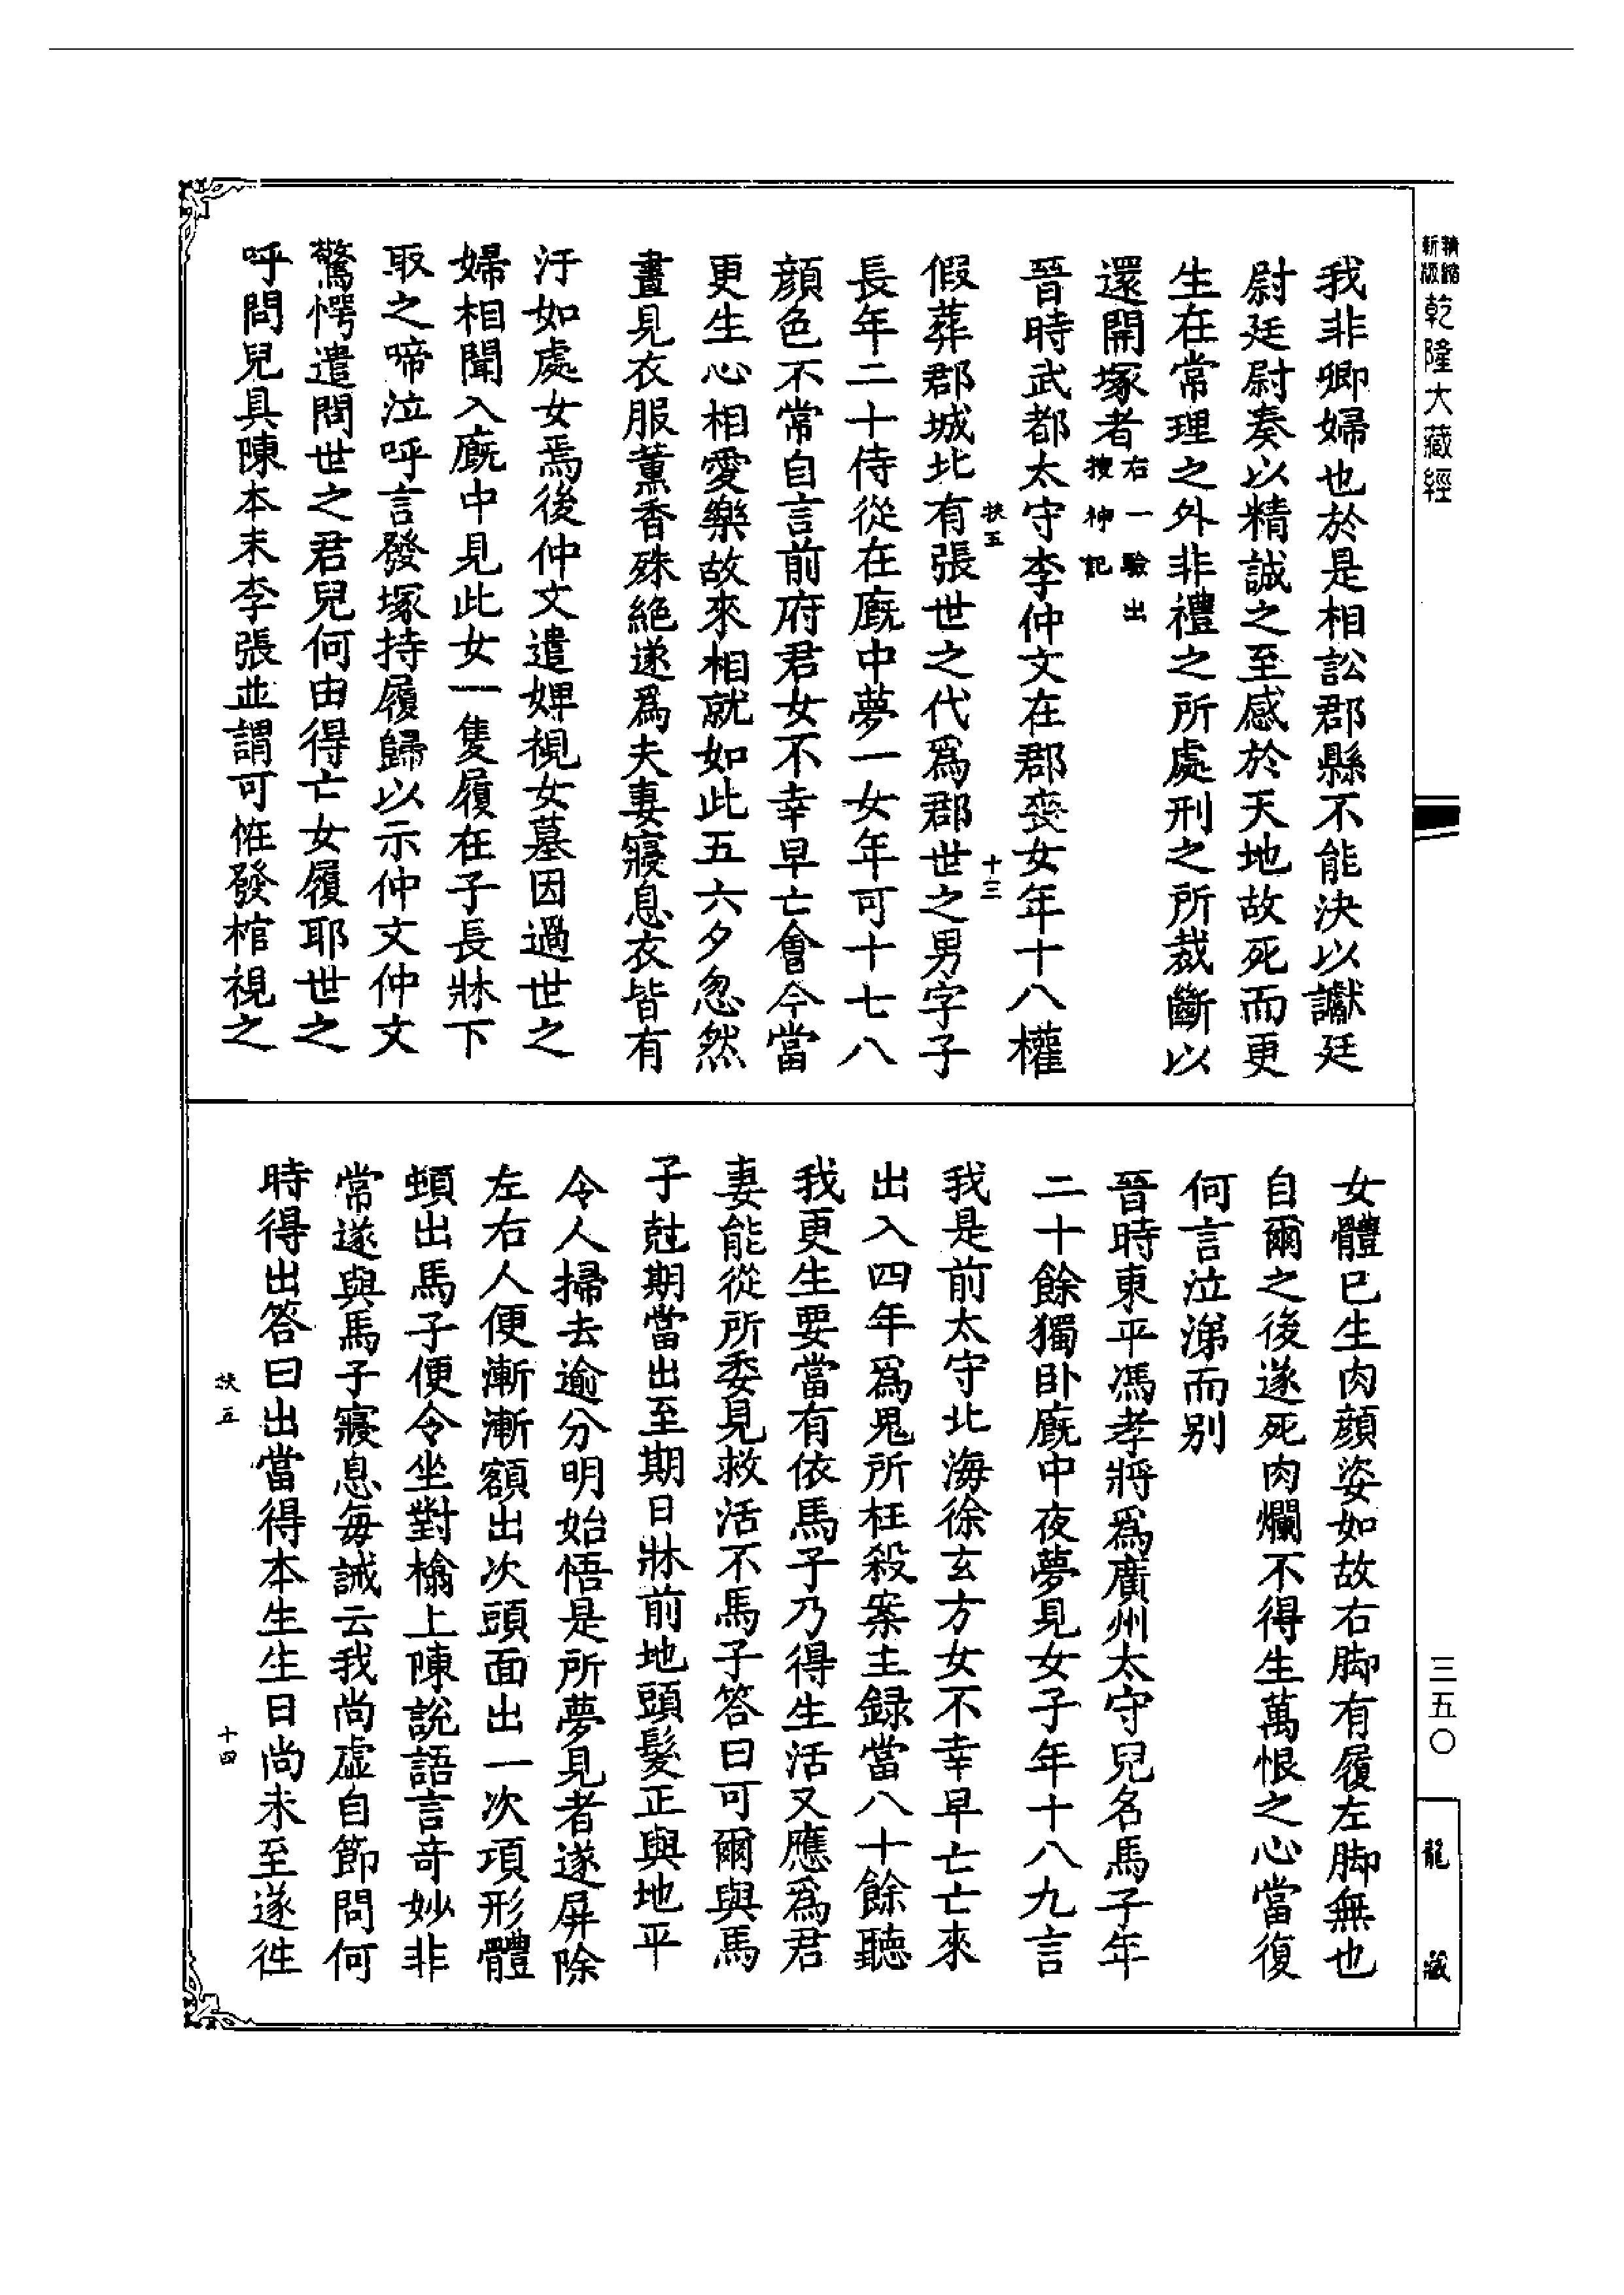 新縮
新版
乾隆大藏經
三五〇
龍藏
我非卿婦也於是相訟郡縣不能決以讞廷
尉廷尉奏以精誠之至感於天地故死而更
生在常理之外非禮之所處刑之所裁斷以
還開塚者右一驗出搜神記
晉時武都太守李仲文在郡喪女年十八權
扶五
十三
假葬郡城北有張世之代爲郡世之男字子
長年二十侍從在廐中夢一女年可十七八
顏色不常自言前府君女不幸早亡會今當
更生心相愛樂故來相就如此五六夕忽然
晝見衣服薰香殊絶遂爲夫妻寢息衣皆有
汙如處女焉後仲文遣婢視女墓因過世之
婦相聞入廐中見此女一隻履在子長牀下
取之啼泣呼言發塚持履歸以示仲文仲文
驚愕遣問世之君兒何由得亡女履耶世之
呼問兒具陳本末李張並謂可恠發棺視之
女體已生肉顏姿如故右脚有履左脚無也
自爾之後遂死肉爛不得生萬恨之心當復
何言泣涕而别
晉時東平馮孝將爲廣州太守兒名馬子年
二十餘獨卧廐中夜夢見女子年十八九言
我是前太守北海徐玄方女不幸早亡亡來
出入四年爲鬼所枉殺案主録當八十餘聽
我更生要當有依馬子乃得生活又應爲君
妻能從所委見救活不馬子答曰可爾與馬
子尅期當出至期日牀前地頭髮正與地平
令人掃去逾分明始悟是所夢見者遂屏除
左右人便漸漸額出次頭面出一次項形體
頓出馬子便令坐對榻上陳説語言竒妙非
常遂與馬子寢息每誡云我尚虚自節問何
時得出答曰出當得本生生日尚未至遂往
扶五
十四